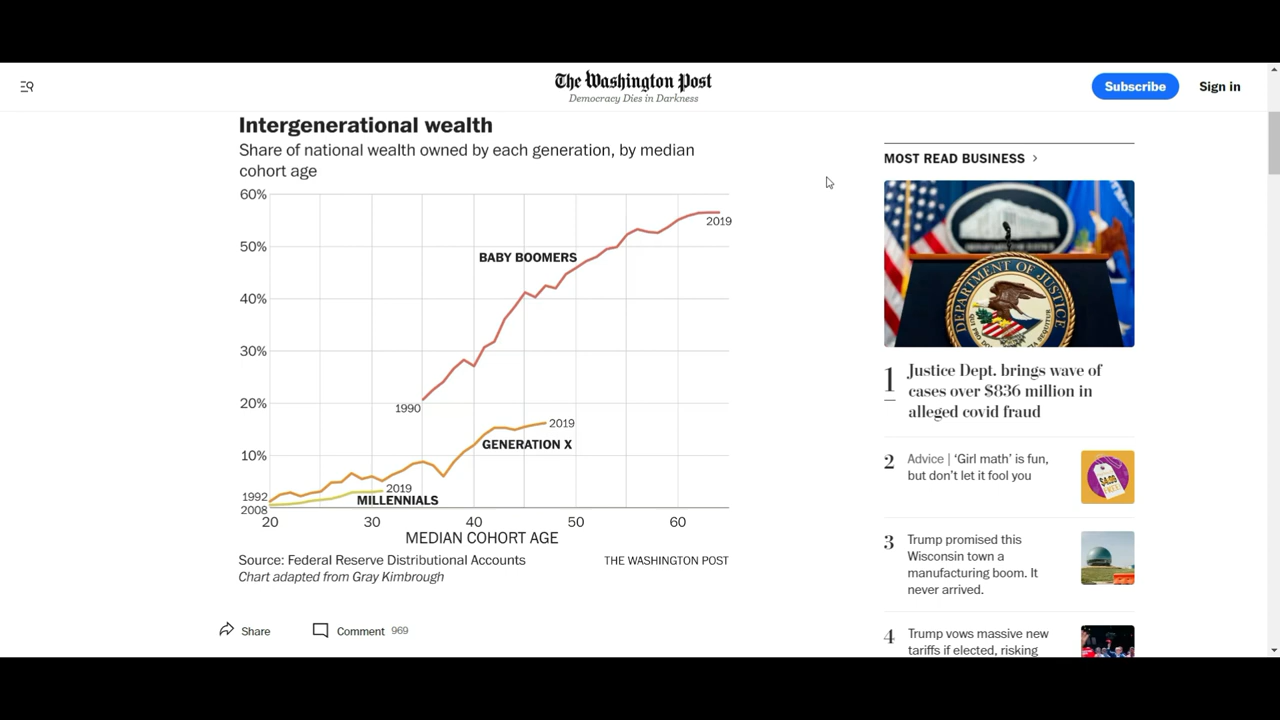 The Washington Post
Democracy Dies in Darkness
Subscribe
Sign in
Intergenerational wealth
Share of national wealth owned by each generation, by median
cohort age
60%
50%
40%
30%
20%
10%
2019
BABY BOOMERS
1990
2019
GENERATION X
2019
MILLENNIALS
1992
2008
20
30
40
50
60
MEDIAN COHORT AGE
Source: Federal Reserve Distributional Accounts
THE WASHINGTON POST
Chart adapted from Gray Kimbrough
Share
Comment 969
MOST READ BUSINESS
DEPARTMENT OF JUSTICE
1
Justice Dept. brings wave of
cases over $836 million in
alleged covid fraud
2
Advice | ‘Girl math’ is fun,
but don’t let it fool you
3
Trump promised this
Wisconsin town a
manufacturing boom. It
never arrived.
4
Trump vows massive new
tariffs if elected, risking